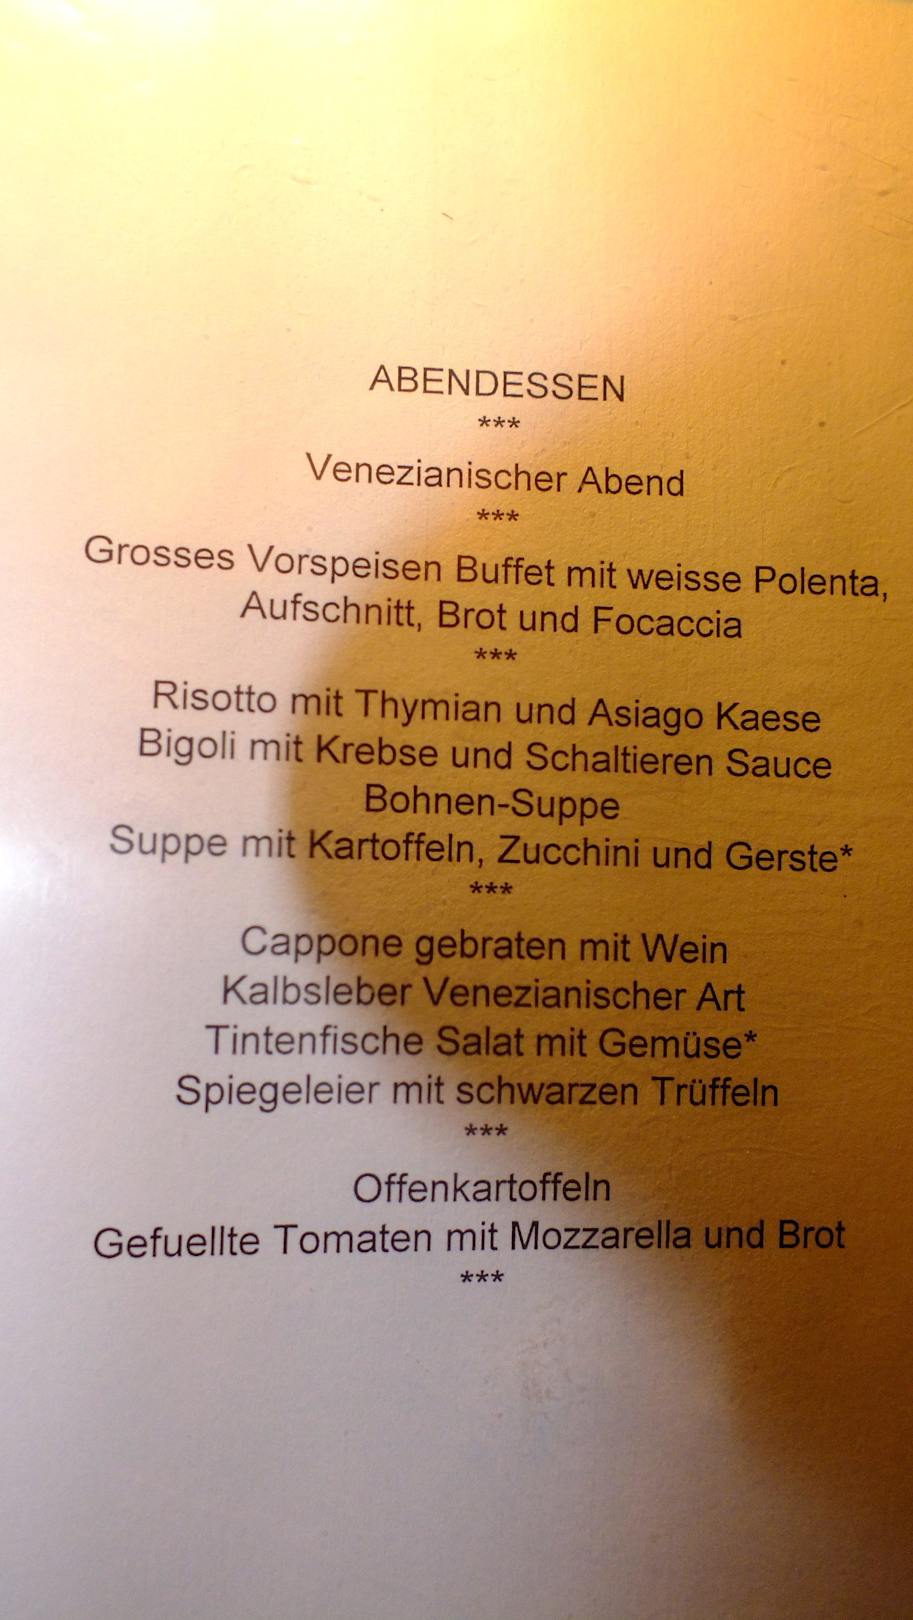 ABENDESSEN
***
Venezianischer Abend
***
Grosses Vorspeisen Buffet mit weisse Polenta,
Aufschnitt, Brot und Focaccia
***
Risotto mit Thymian und Asiago Kaese
Bigoli mit Krebse und Schaltieren Sauce
Bohnen-Suppe
Suppe mit Kartoffeln, Zucchini und Gerste*
***
Cappone gebraten mit Wein
Kalbsleber Venezianischer Art
Tintenfische Salat mit Gemüse*
Spiegeleier mit schwarzen Trüffeln
***
Offenkartoffeln
Gefuellte Tomaten mit Mozzarella und Brot
***